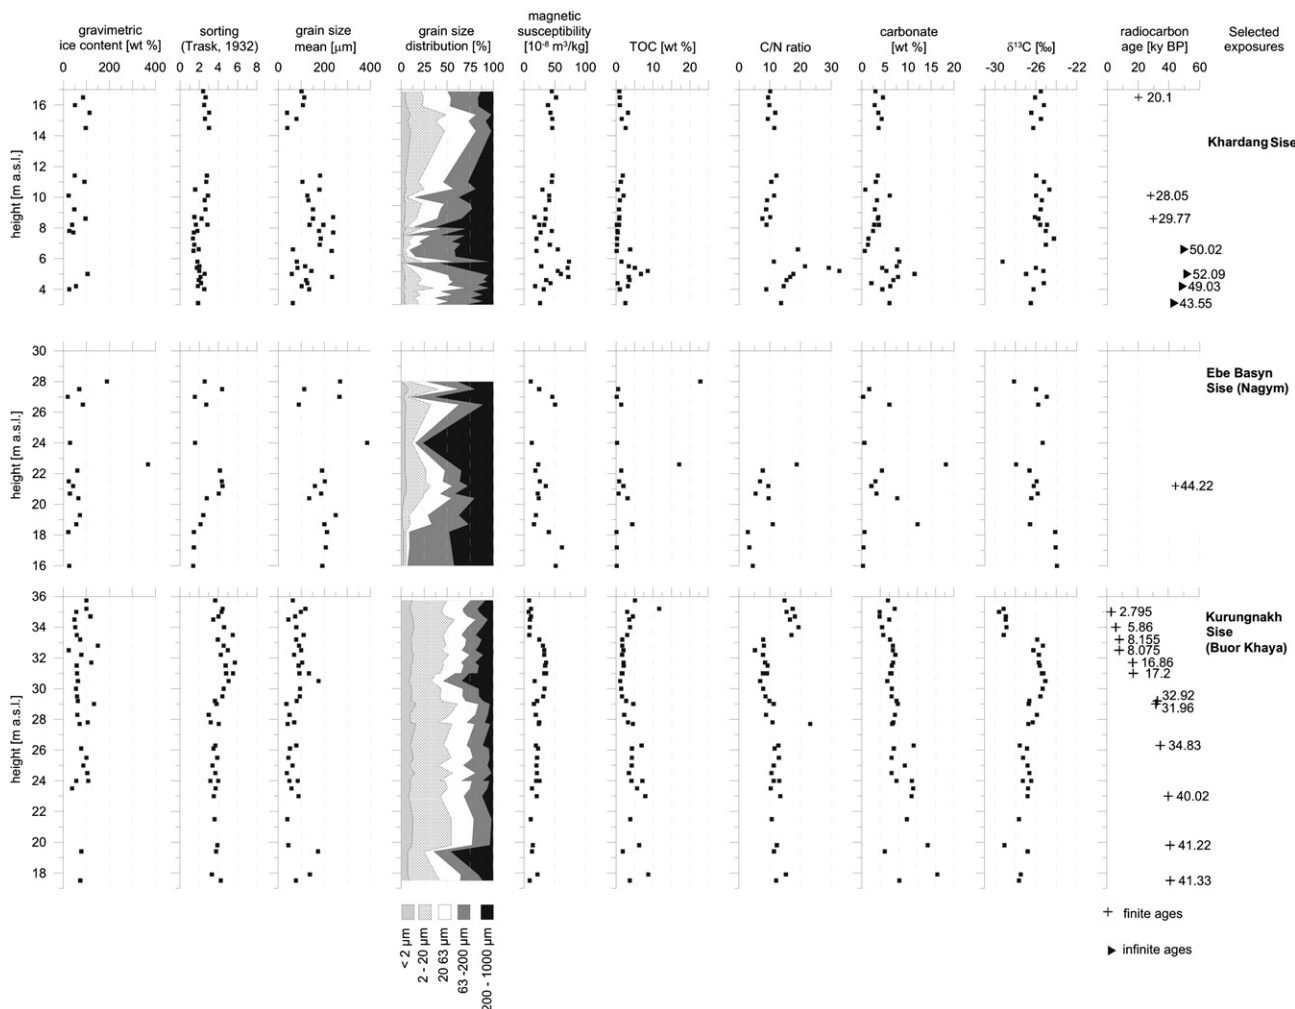 gravimetric
ice content [wt %]
sorting
(Trask, 1932)
grain size
mean [µm]
grain size
distribution [%]
magnetic
susceptibility
[10⁻⁸ m³/kg]
TOC [wt %]
C/N ratio
carbonate
[wt %]
δ¹³C [‰]
radiocarbon
age [ky BP]
Selected
exposures
0 200 400
0 2 4 6 8
0 200 400
0 25 50 75 100
0 25 50 75 100
0 10 20
0 10 20 30
0 5 10 15 20
-30 -26 -22
0 20 40 60
height [m a.s.l.]
16
14
12
10
8
6
4
20.1
28.05
29.77
50.02
52.09
49.03
43.55
Khardang Sise
height [m a.s.l.]
30
28
26
24
22
20
18
16
44.22
Ebe Basyn
Sise (Nagym)
height [m a.s.l.]
36
34
32
30
28
26
24
22
20
18
2.795
5.86
8.155
8.075
16.86
17.2
32.92
31.96
34.83
40.02
41.22
41.33
Kurungnakh
Sise
(Buor Khaya)
< 2 µm
2 - 20 µm
20 63 µm
63 -200 µm
200 - 1000 µm
+ finite ages
▶ infinite ages